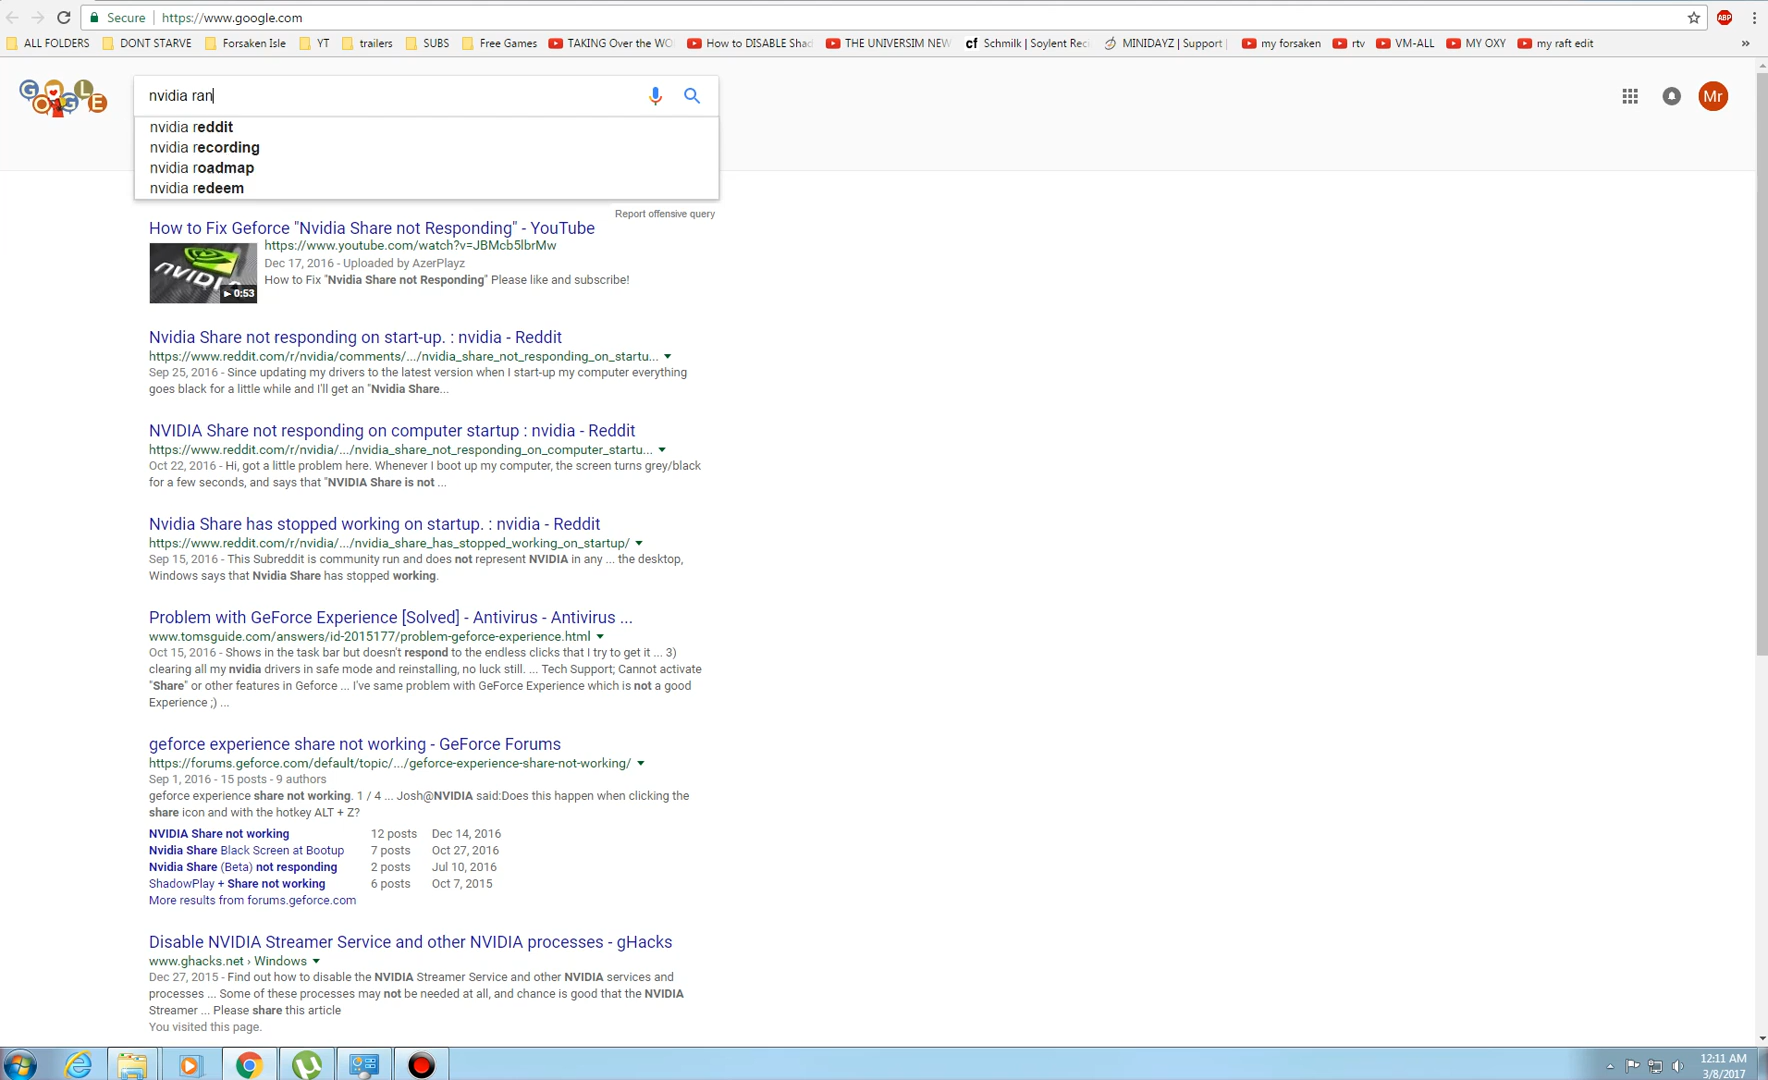 Secure https://www.google.com
ALL FOLDERS DONT STARVE Forsaken Isle YT trailers SUBS Free Games TAKING Over the WO How to DISABLE Shad THE UNIVERSIM NEW cf Schmilk | Soylent Reci MINIDAYZ | Support | my forsaken rtv VM-ALL MY OXY my raft edit »
GOOGLE nvidia ran Mr
nvidia reddit
nvidia recording
nvidia roadmap
nvidia redeem
Report offensive query
How to Fix Geforce "Nvidia Share not Responding" - YouTube
https://www.youtube.com/watch?v=JBMcb5lbrMw
Dec 17, 2016 - Uploaded by AzerPlayz
How to Fix "Nvidia Share not Responding" Please like and subscribe!
nVIDIA
0:53
Nvidia Share not responding on start-up. : nvidia - Reddit
https://www.reddit.com/r/nvidia/comments/.../nvidia_share_not_responding_on_startu...
Sep 25, 2016 - Since updating my drivers to the latest version when I start-up my computer everything
goes black for a little while and I'll get an "Nvidia Share...
NVIDIA Share not responding on computer startup : nvidia - Reddit
https://www.reddit.com/r/nvidia/.../nvidia_share_not_responding_on_computer_startu...
Oct 22, 2016 - Hi, got a little problem here. Whenever I boot up my computer, the screen turns grey/black
for a few seconds, and says that "NVIDIA Share is not ...
Nvidia Share has stopped working on startup. : nvidia - Reddit
https://www.reddit.com/r/nvidia/.../nvidia_share_has_stopped_working_on_startup/
Sep 15, 2016 - This Subreddit is community run and does not represent NVIDIA in any ... the desktop,
Windows says that Nvidia Share has stopped working.
Problem with GeForce Experience [Solved] - Antivirus - Antivirus ...
www.tomsguide.com/answers/id-2015177/problem-geforce-experience.html
Oct 15, 2016 - Shows in the task bar but doesn't respond to the endless clicks that I try to get it ... 3)
clearing all my nvidia drivers in safe mode and reinstalling, no luck still. ... Tech Support; Cannot activate
"Share" or other features in Geforce ... I've same problem with GeForce Experience which is not a good
Experience ;) ...
geforce experience share not working - GeForce Forums
https://forums.geforce.com/default/topic/.../geforce-experience-share-not-working/
Sep 1, 2016 - 15 posts - 9 authors
geforce experience share not working. 1 / 4 ... Josh@NVIDIA said:Does this happen when clicking the
share icon and with the hotkey ALT + Z?
NVIDIA Share not working 12 posts Dec 14, 2016
Nvidia Share Black Screen at Bootup 7 posts Oct 27, 2016
Nvidia Share (Beta) not responding 2 posts Jul 10, 2016
ShadowPlay + Share not working 6 posts Oct 7, 2015
More results from forums.geforce.com
Disable NVIDIA Streamer Service and other NVIDIA processes - gHacks
www.ghacks.net › Windows
Dec 27, 2015 - Find out how to disable the NVIDIA Streamer Service and other NVIDIA services and
processes ... Some of these processes may not be needed at all, and chance is good that the NVIDIA
Streamer ... Please share this article
You visited this page.
12:11 AM
3/8/2017